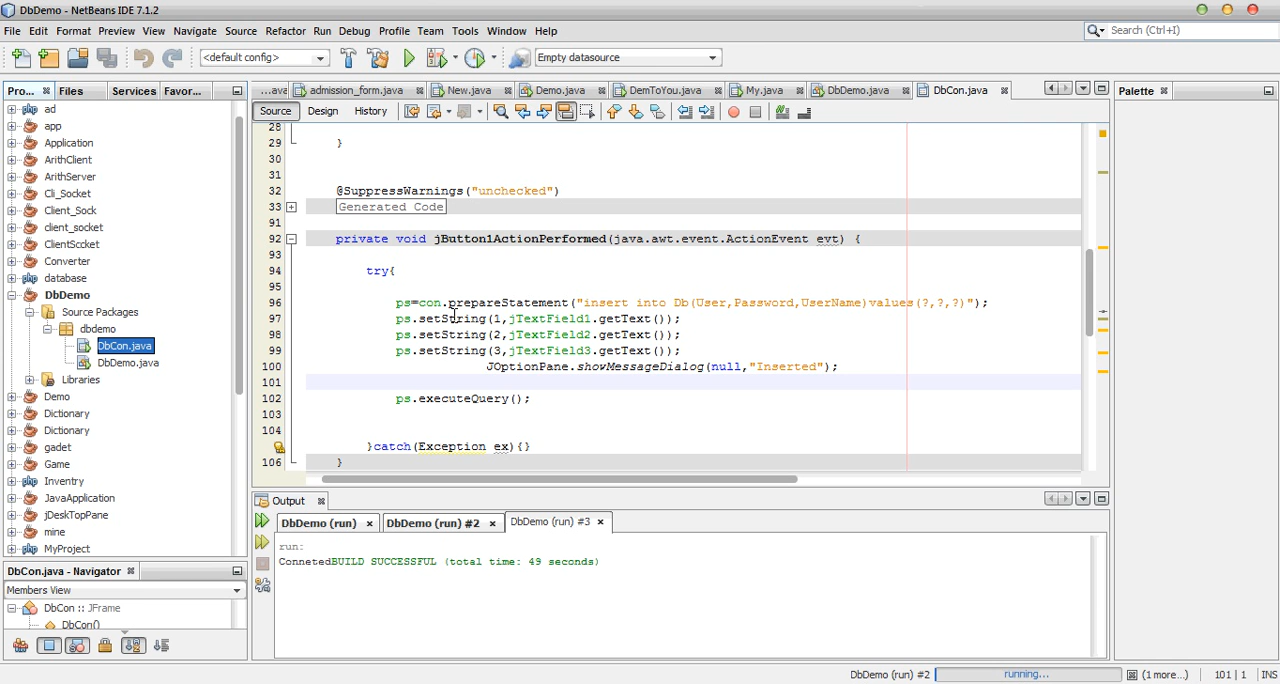 DbDemo - NetBeans IDE 7.1.2
File Edit Format Preview View Navigate Source Refactor Run Debug Profile Team Tools Window Help
Search (Ctrl+I)
<default config>
Empty datasource
Pro... Files Services Favor...
...ava admission_form.java New.java Demo.java DemToYou.java My.java DbDemo.java DbCon.java
Palette
Source Design History
ad
app
Application
ArithClient
ArithServer
Cli_Socket
Client_Sock
client_socket
ClientSccket
Converter
database
DbDemo
Source Packages
dbdemo
DbCon.java
DbDemo.java
Libraries
Demo
Dictionary
Dictionary
gadet
Game
Inventry
JavaApplication
jDeskTopPane
mine
MyProject
28
29 }
30
31
32 @SuppressWarnings("unchecked")
33 Generated Code
91
92 private void jButton1ActionPerformed(java.awt.event.ActionEvent evt) {
93
94 try{
95
96 ps=con.prepareStatement("insert into Db(User,Password,UserName)values(?,?,?)");
97 ps.setString(1,jTextField1.getText());
98 ps.setString(2,jTextField2.getText());
99 ps.setString(3,jTextField3.getText());
100 JOptionPane.showMessageDialog(null,"Inserted");
101
102 ps.executeQuery();
103
104
}catch(Exception ex){}
106 }
DbCon.java - Navigator
Members View
DbCon :: JFrame
DbCon()
Output
DbDemo (run) DbDemo (run) #2 DbDemo (run) #3
run:
ConnetedBUILD SUCCESSFUL (total time: 49 seconds)
DbDemo (run) #2 running... (1 more...) 101 | 1 INS